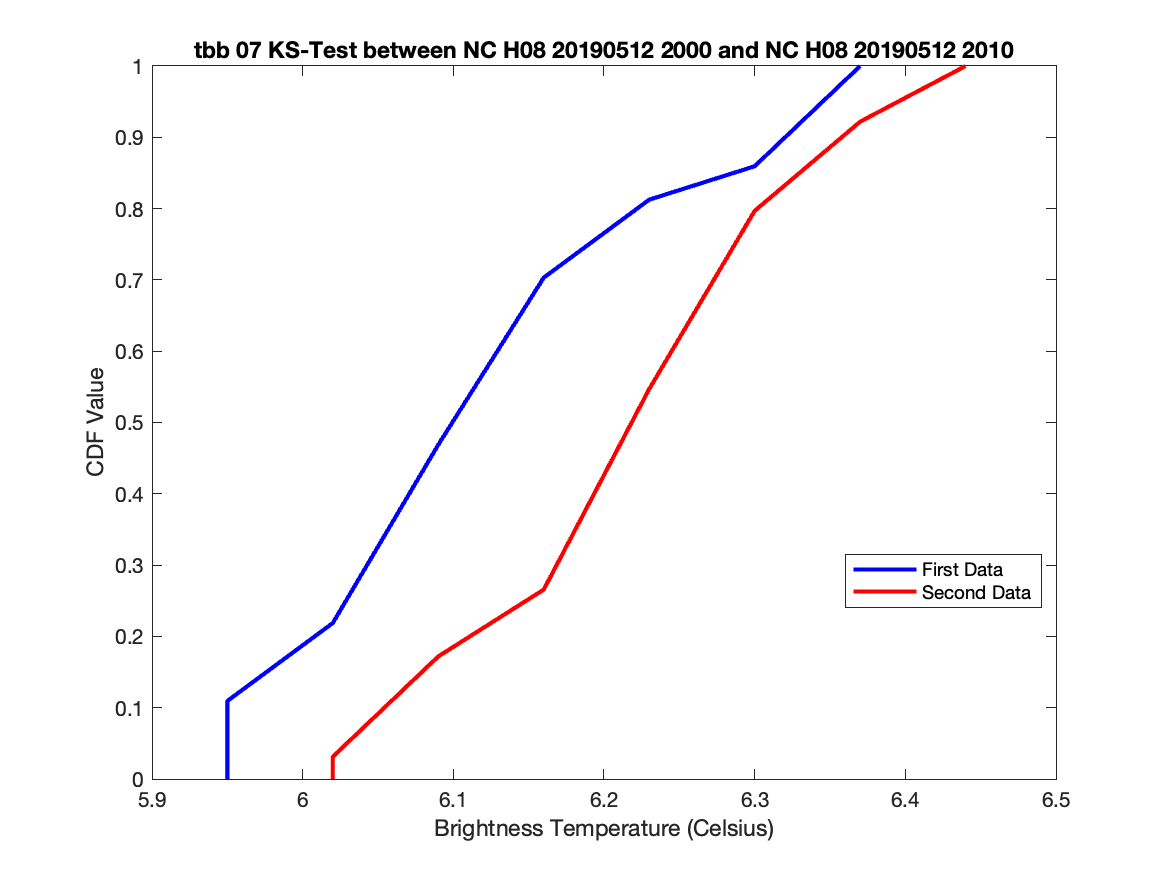 tbb 07 KS-Test between NC H08 20190512 2000 and NC H08 20190512 2010
1
0.9
0.8
0.7
0.6
0.5
0.4
0.3
0.2
0.1
0
CDF Value
First Data
Second Data
5.9 6 6.1 6.2 6.3 6.4 6.5
Brightness Temperature (Celsius)